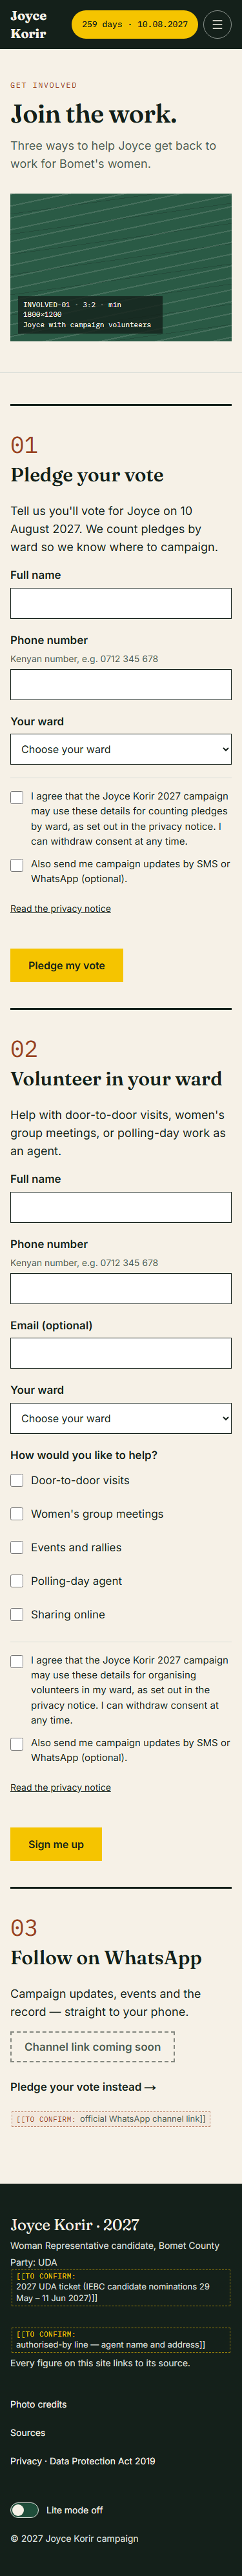 Joyce
Korir
259 days · 10.08.2027
GET INVOLVED
Join the work.
Three ways to help Joyce get back to
work for Bomet's women.
INVOLVED-01 · 3:2 · min
1800×1200
Joyce with campaign volunteers
01
Pledge your vote
Tell us you'll vote for Joyce on 10
August 2027. We count pledges by
ward so we know where to campaign.
Full name
Phone number
Kenyan number, e.g. 0712 345 678
Your ward
Choose your ward
I agree that the Joyce Korir 2027 campaign
may use these details for counting pledges
by ward, as set out in the privacy notice. I
can withdraw consent at any time.
Also send me campaign updates by SMS or
WhatsApp (optional).
Read the privacy notice
Pledge my vote
02
Volunteer in your ward
Help with door-to-door visits, women's
group meetings, or polling-day work as
an agent.
Full name
Phone number
Kenyan number, e.g. 0712 345 678
Email (optional)
Your ward
Choose your ward
How would you like to help?
Door-to-door visits
Women's group meetings
Events and rallies
Polling-day agent
Sharing online
I agree that the Joyce Korir 2027 campaign
may use these details for organising
volunteers in my ward, as set out in the
privacy notice. I can withdraw consent at
any time.
Also send me campaign updates by SMS or
WhatsApp (optional).
Read the privacy notice
Sign me up
03
Follow on WhatsApp
Campaign updates, events and the
record — straight to your phone.
Channel link coming soon
Pledge your vote instead →
[[TO CONFIRM: official WhatsApp channel link]]
Joyce Korir · 2027
Woman Representative candidate, Bomet County
Party: UDA
[[TO CONFIRM:
2027 UDA ticket (IEBC candidate nominations 29
May – 11 Jun 2027)]]
[[TO CONFIRM:
authorised-by line — agent name and address]]
Every figure on this site links to its source.
Photo credits
Sources
Privacy · Data Protection Act 2019
Lite mode off
© 2027 Joyce Korir campaign